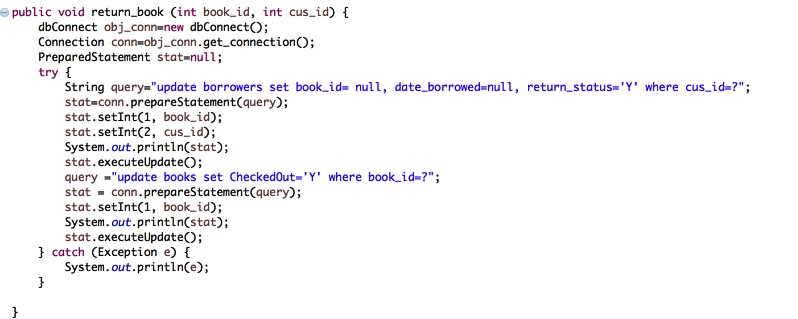 public void return_book (int book_id, int cus_id) {
dbConnect obj_conn=new dbConnect();
Connection conn=obj_conn.get_connection();
PreparedStatement stat=null;
try {
String query="update borrowers set book_id= null, date_borrowed=null, return_status='Y' where cus_id=?";
stat=conn.prepareStatement(query);
stat.setInt(1, book_id);
stat.setInt(2, cus_id);
System.out.println(stat);
stat.executeUpdate();
query ="update books set CheckedOut='Y' where book_id=?";
stat = conn.prepareStatement(query);
stat.setInt(1, book_id);
System.out.println(stat);
stat.executeUpdate();
} catch (Exception e) {
System.out.println(e);
}
}